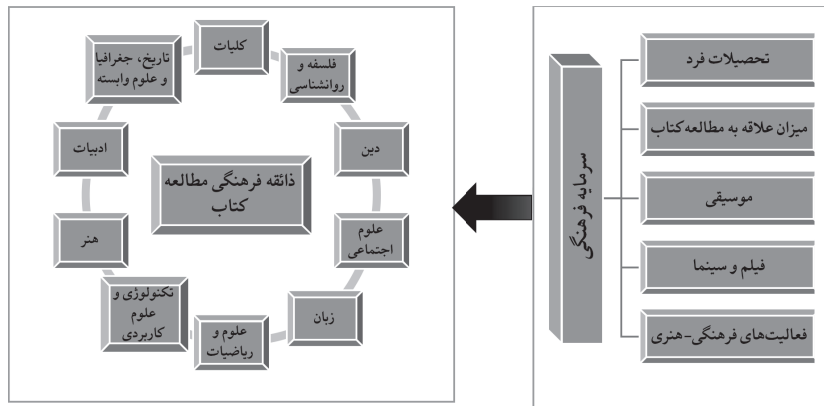 سرمایه فرهنگی
تحصیلات فرد
میزان علاقه به مطالعه کتاب
موسیقی
فیلم و سینما
فعالیت‌های فرهنگی-هنری
ذائقه فرهنگی مطالعه
کتاب
کلیات
فلسفه و
روانشناسی
دین
علوم
اجتماعی
زبان
علوم و
ریاضیات
تکنولوژی و
علوم
کاربردی
هنر
ادبیات
تاریخ، جغرافیا
و علوم وابسته